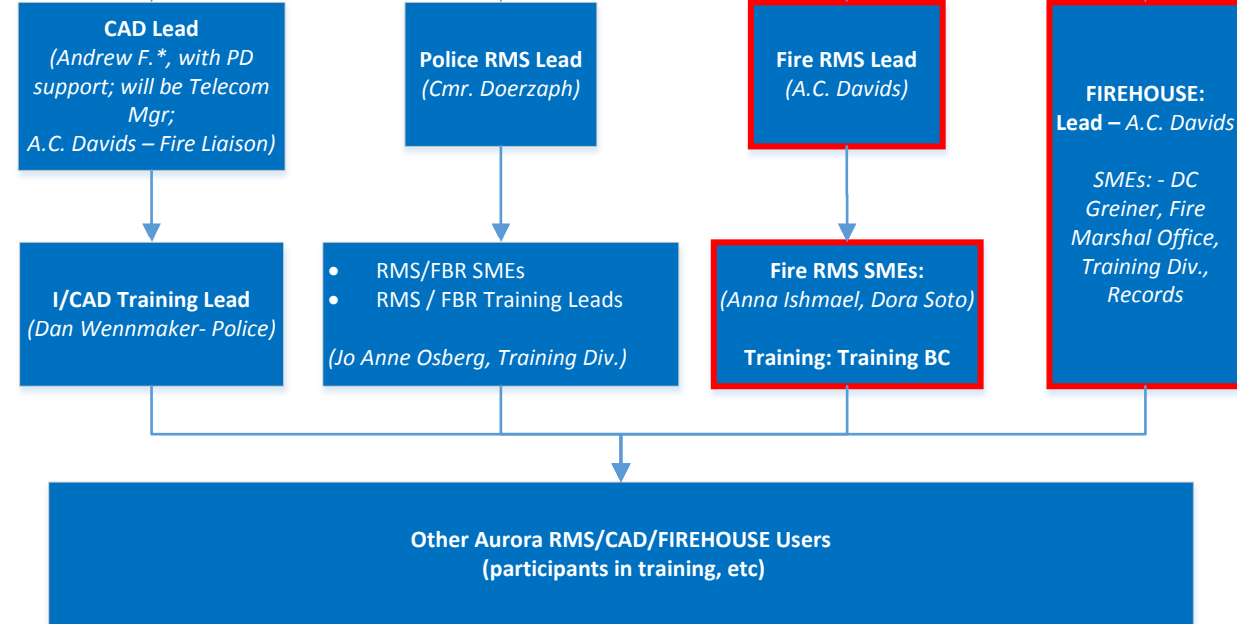 CAD Lead
(Andrew F.*, with PD
support; will be Telecom
Mgr;
A.C. Davids – Fire Liaison)
Police RMS Lead
(Cmr. Doerzaph)
Fire RMS Lead
(A.C. Davids)
FIREHOUSE:
Lead – A.C. Davids
SMEs: - DC
Greiner, Fire
Marshal Office,
Training Div.,
Records
I/CAD Training Lead
(Dan Wennmaker- Police)
• RMS/FBR SMEs
• RMS / FBR Training Leads
(Jo Anne Osberg, Training Div.)
Fire RMS SMEs:
(Anna Ishmael, Dora Soto)
Training: Training BC
Other Aurora RMS/CAD/FIREHOUSE Users
(participants in training, etc)